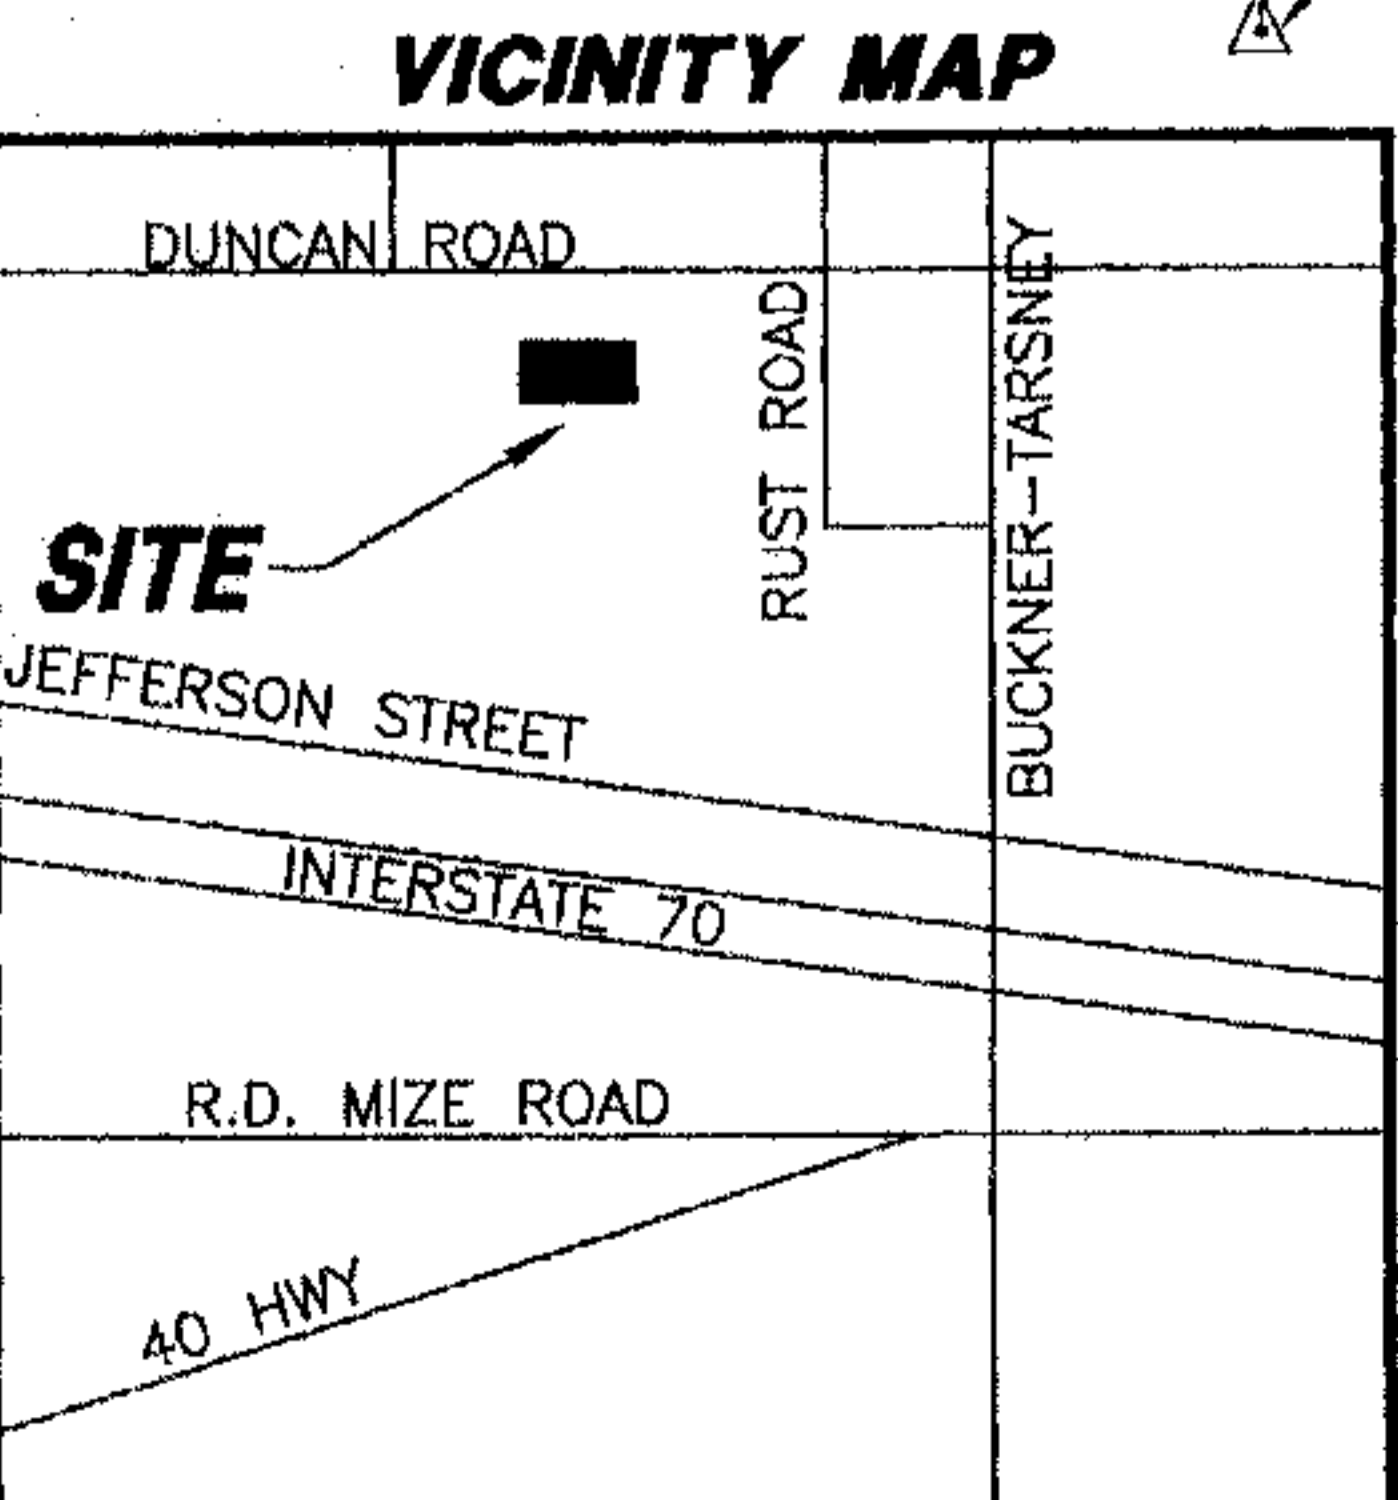 VICINITY MAP
DUNCAN ROAD
RUST ROAD
BUCKNER-TARSNEY
SITE
JEFFERSON STREET
INTERSTATE 70
R.D. MIZE ROAD
40 HWY